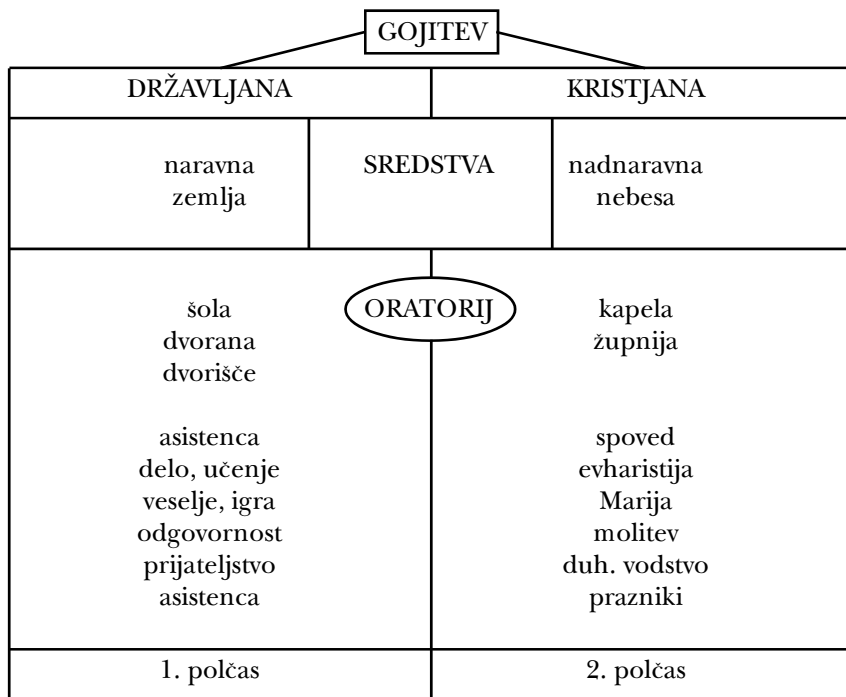 GOJITEV
DRŽAVLJANA KRISTJANA
naravna SREDSTVA nadnaravna
zemlja nebesa
šola ORATORIJ kapela
dvorana župnija
dvorišče
asistenca spoved
delo, učenje evharistija
veselje, igra Marija
odgovornost molitev
prijateljstvo duh. vodstvo
asistenca prazniki
1. polčas 2. polčas